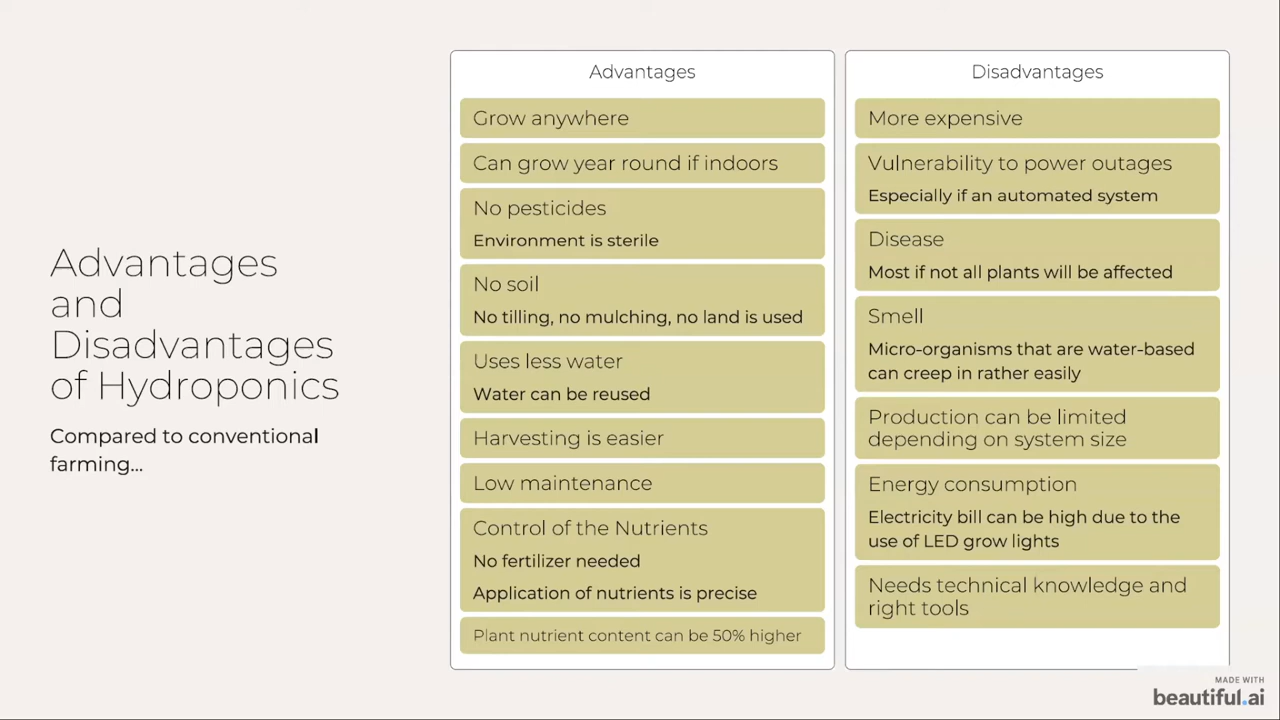 Advantages
and
Disadvantages
of Hydroponics
Compared to conventional
farming...
Advantages
Grow anywhere
Can grow year round if indoors
No pesticides
Environment is sterile
No soil
No tilling, no mulching, no land is used
Uses less water
Water can be reused
Harvesting is easier
Low maintenance
Control of the Nutrients
No fertilizer needed
Application of nutrients is precise
Plant nutrient content can be 50% higher
Disadvantages
More expensive
Vulnerability to power outages
Especially if an automated system
Disease
Most if not all plants will be affected
Smell
Micro-organisms that are water-based
can creep in rather easily
Production can be limited
depending on system size
Energy consumption
Electricity bill can be high due to the
use of LED grow lights
Needs technical knowledge and
right tools
MADE WITH
beautiful.ai